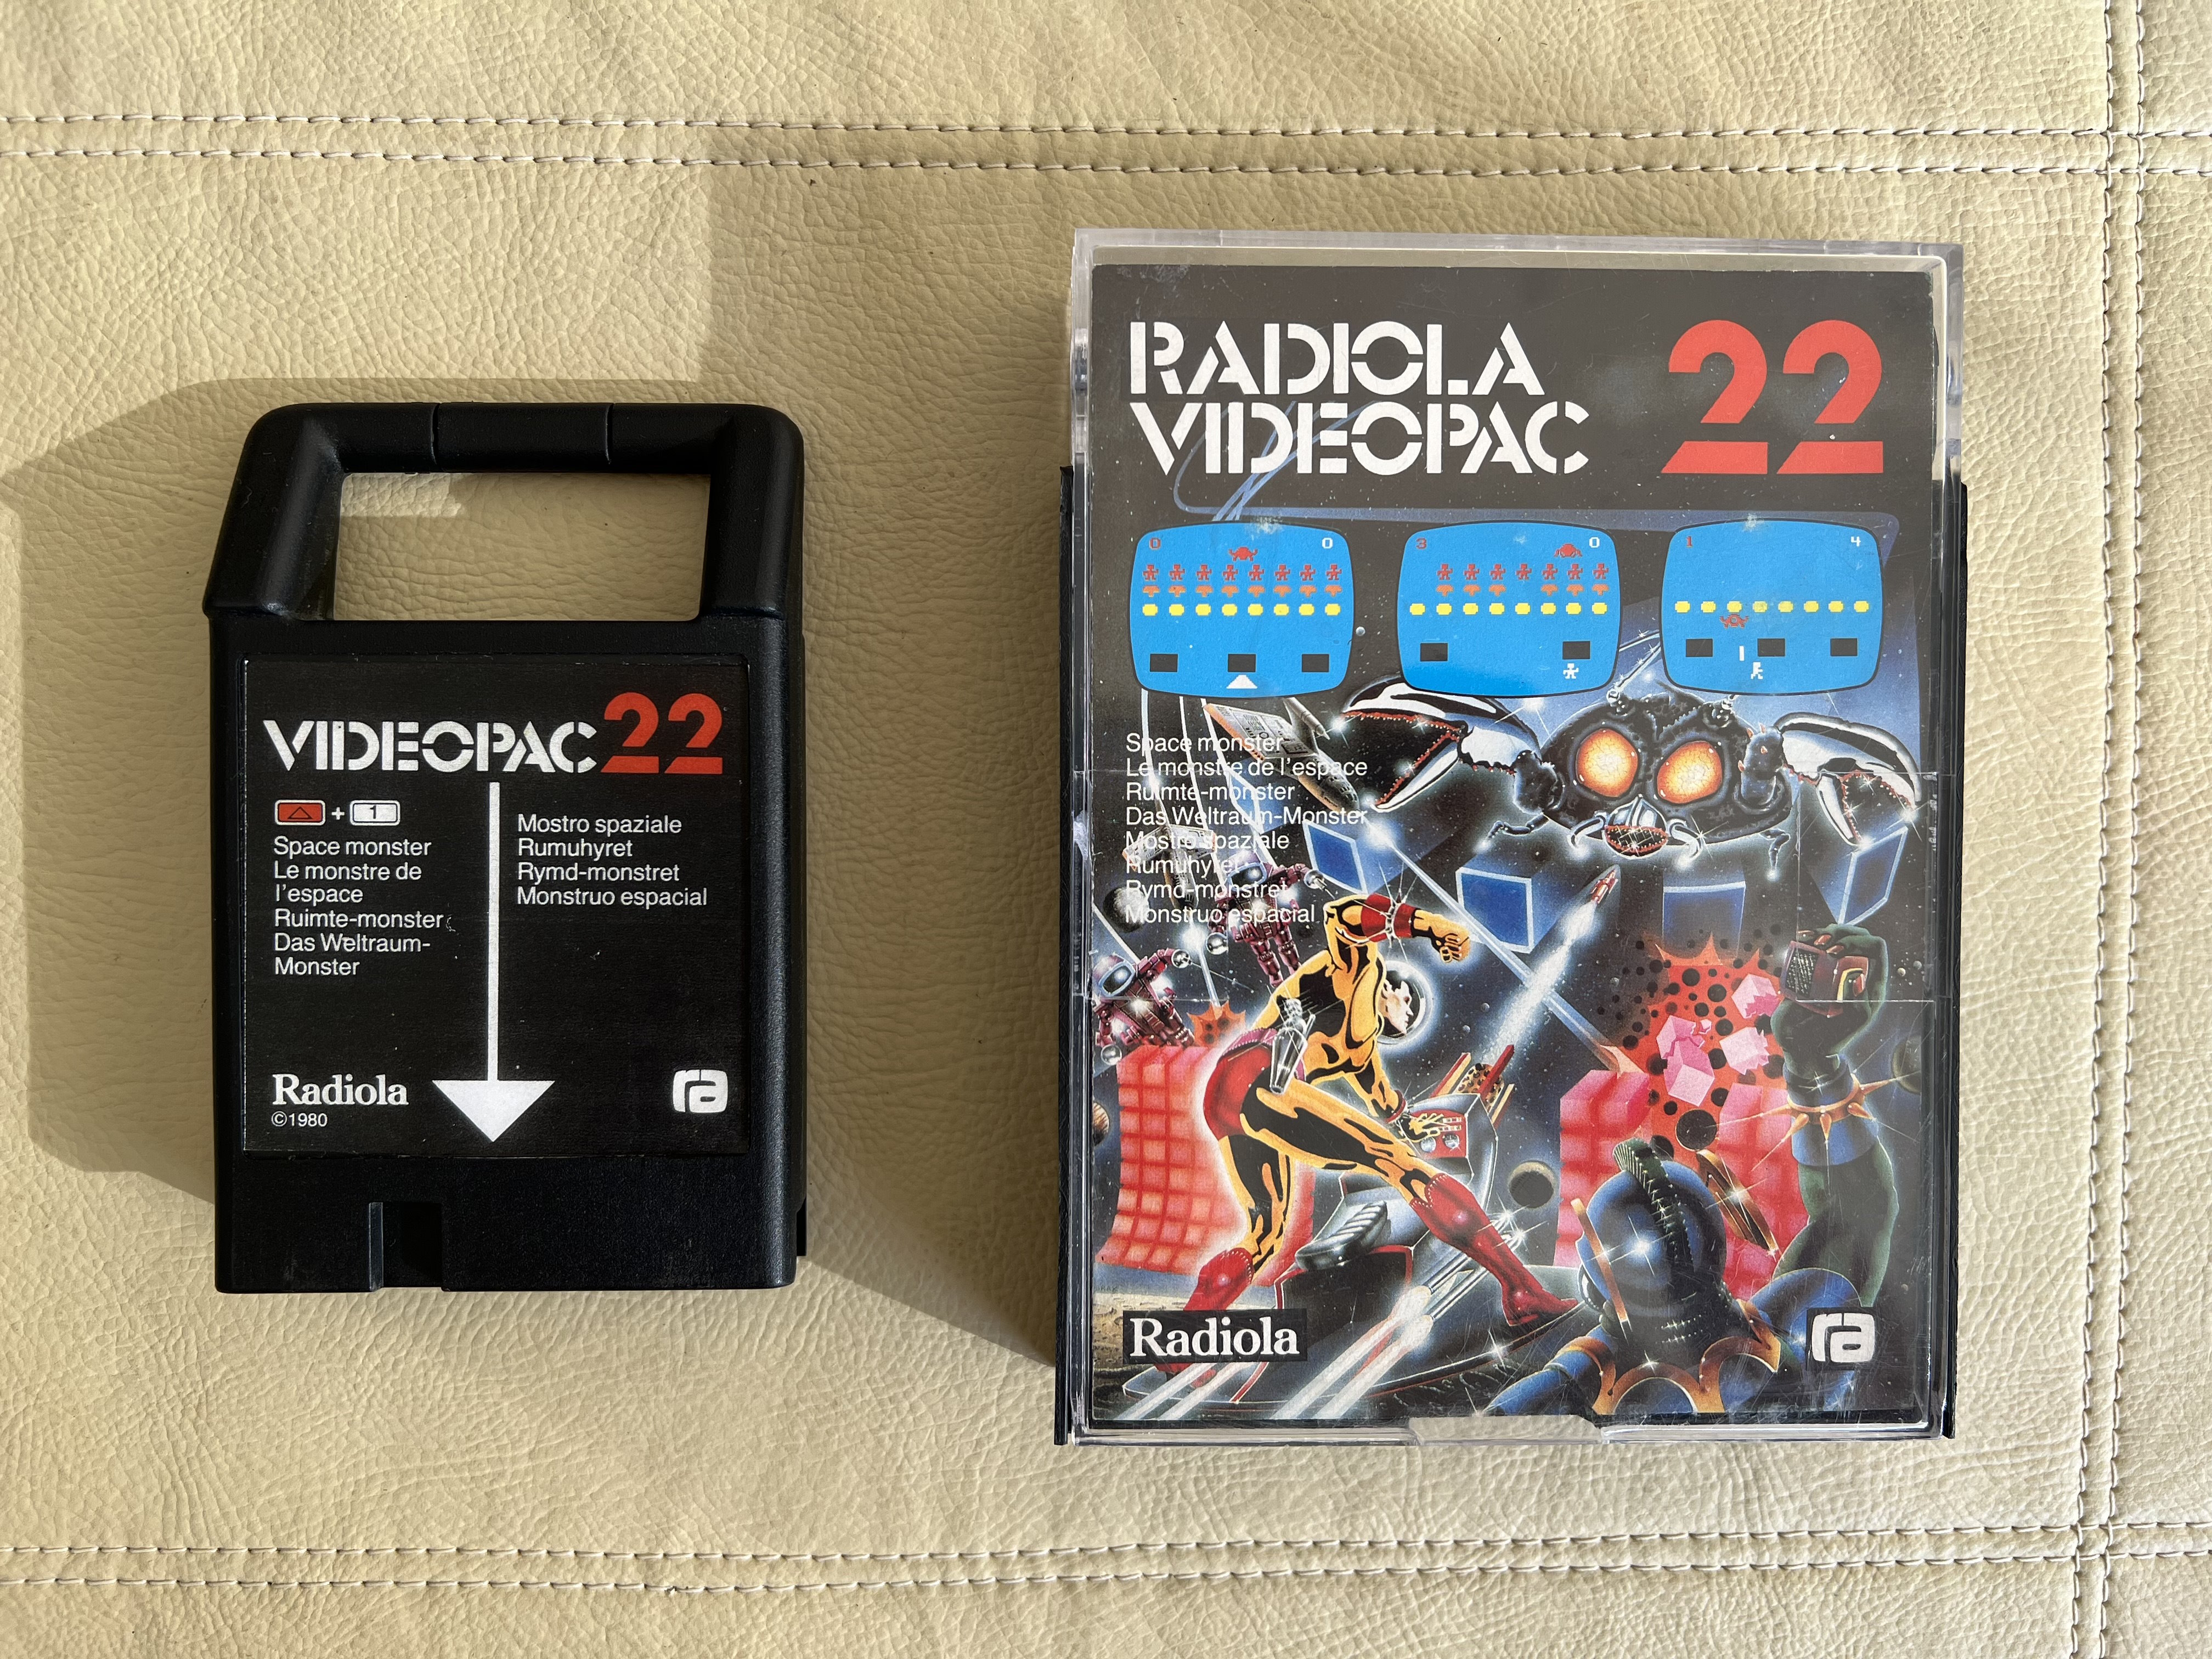 VIDEOPAC 22
+ 1
Space monster
Le monstre de
l'espace
Ruimte-monster
Das Weltraum-
Monster
Mostro spaziale
Rumuhyret
Rymd-monstret
Monstruo espacial
Radiola
©1980
ra
RADIOLA
VIDEOPAC
22
0 0
3 0
1 4
Space monster
Le monstre de l'espace
Ruimte-monster
Das Weltraum-Monster
Mostro spaziale
Rumuhyret
Rymd-monstret
Monstruo espacial
Radiola
ra